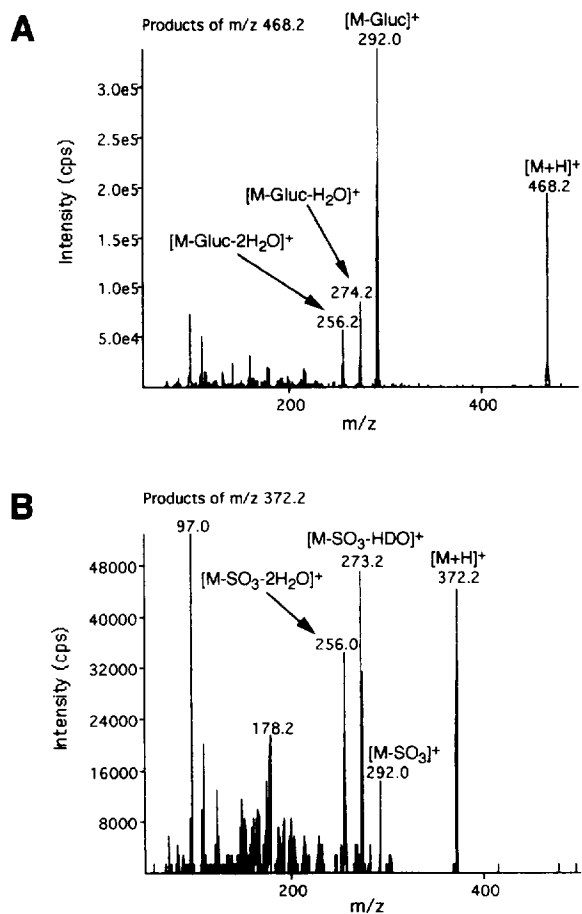 A
Products of m/z 468.2
[M-Gluc]+
292.0
3.0e5
2.5e5
2.0e5
1.5e5
1.0e5
5.0e4
Intensity (cps)
[M+H]+
468.2
[M-Gluc-H2O]+
[M-Gluc-2H2O]+
274.2
256.2
200
400
m/z
B
Products of m/z 372.2
97.0
[M-SO3-HDO]+
273.2
[M+H]+
372.2
[M-SO3-2H2O]+
256.0
48000
40000
32000
24000
16000
8000
Intensity (cps)
178.2
[M-SO3]+
292.0
200
400
m/z